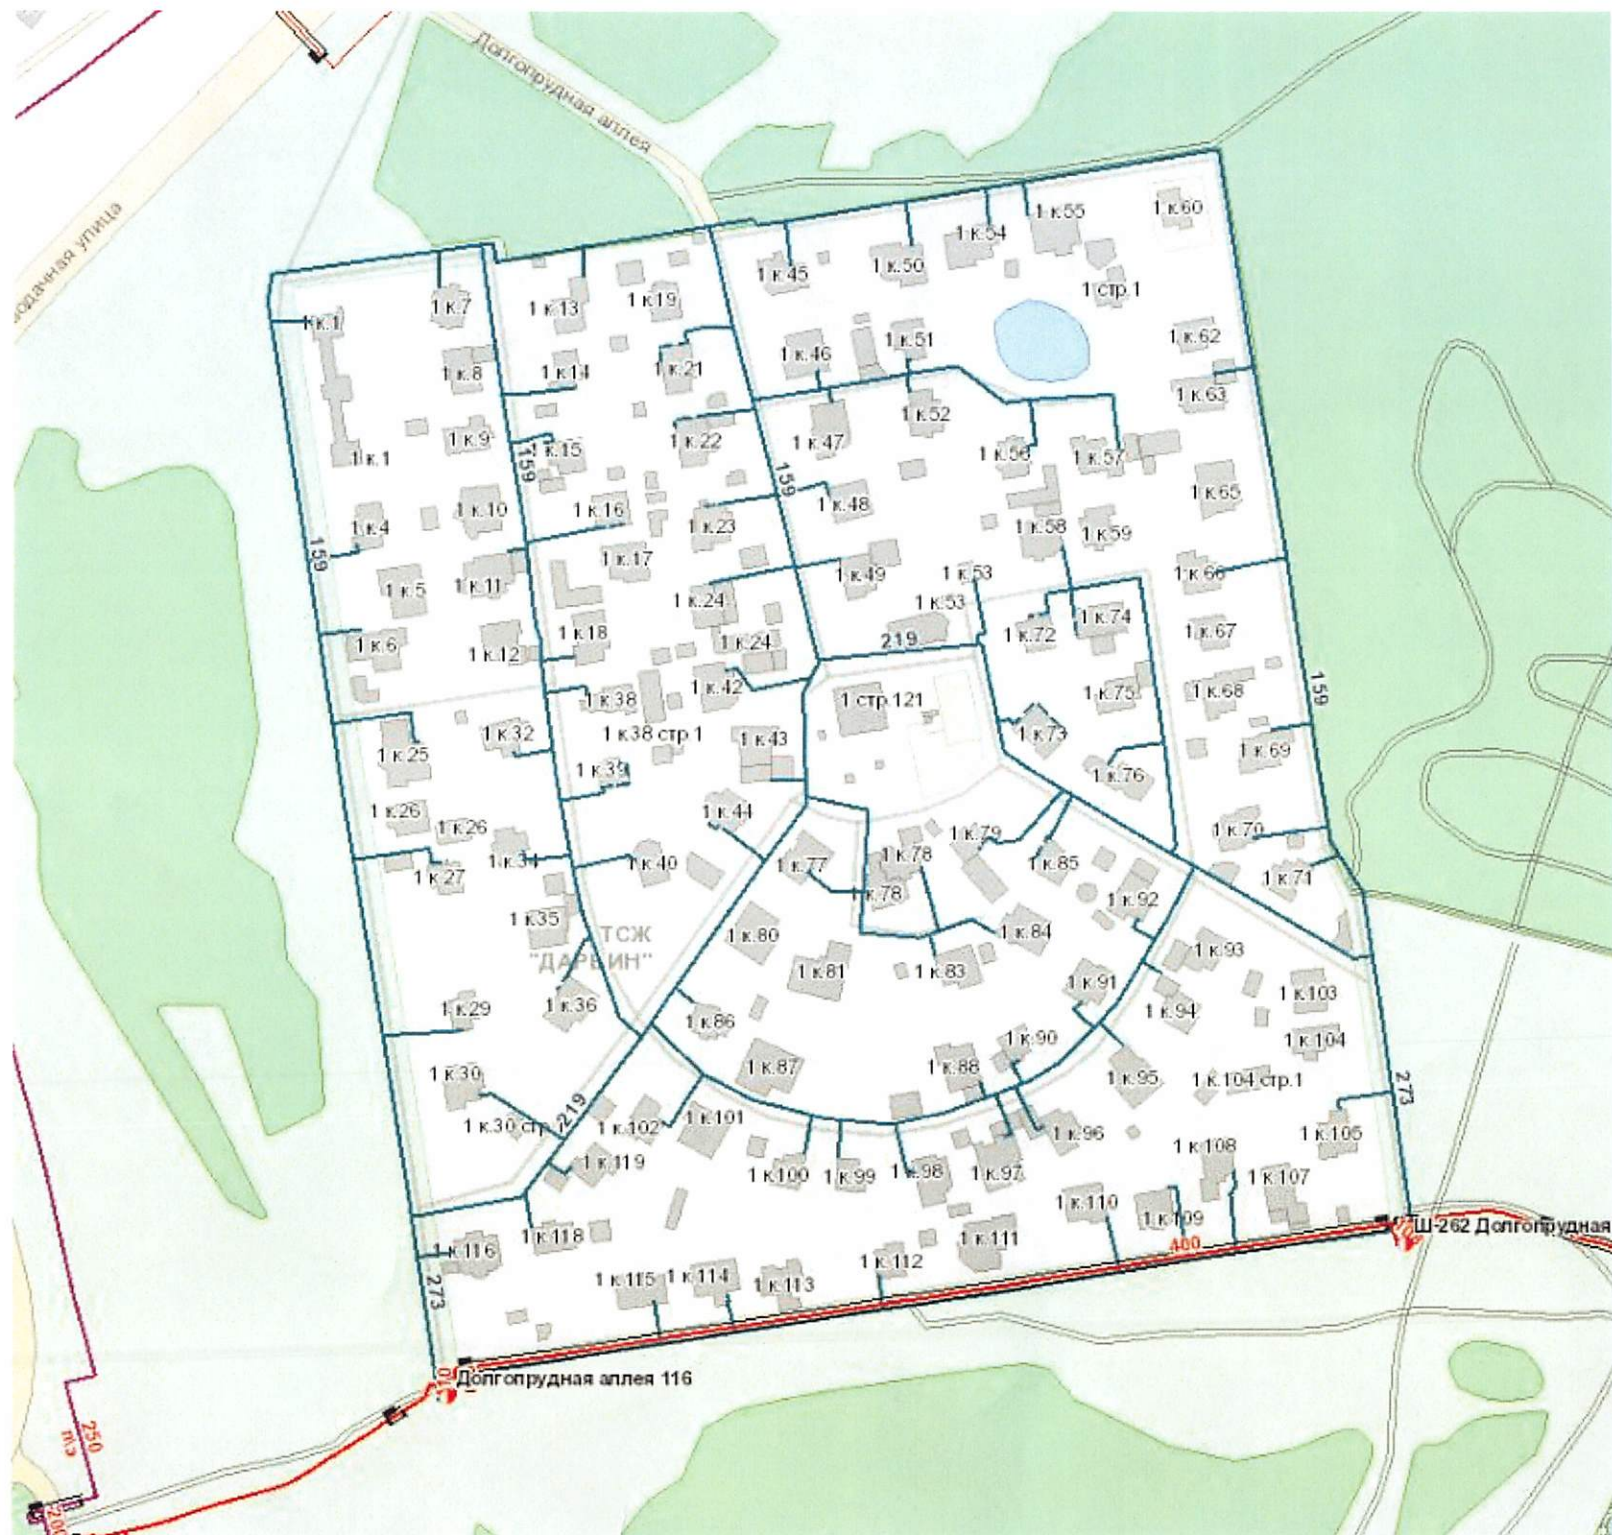 Долгопрудная аллея
1 к.60
1 к.55
1 к.54
1 к.50
1 к.45
1 стр.1
1 к.7
1 к.13
1 к.19
1 к.1
1 к.62
1 к.51
1 к.46
1 к.8
1 к.14
1 к.21
1 к.63
1 к.52
1 к.47
1 к.22
1 к.9
1 к.15
1 к.1
159
159
1 к.56
1 к.57
1 к.65
1 к.48
1 к.10
1 к.16
1 к.4
1 к.23
1 к.58
1 к.59
159
1 к.17
1 к.11
1 к.5
1 к.49
1 к.53
1 к.66
1 к.24
1 к.53
1 к.74
1 к.18
1 к.72
1 к.67
1 к.6
1 к.12
1 к.24
219
1 к.42
1 к.38
1 стр.121
1 к.75
1 к.68
159
1 к.32
1 к.38 стр.1
1 к.43
1 к.73
1 к.25
1 к.69
1 к.39
1 к.76
1 к.26
1 к.26
1 к.44
1 к.79
1 к.70
1 к.34
1 к.40
1 к.77
1 к.78
1 к.85
1 к.27
1 к.71
1 к.78
1 к.92
1 к.35
ТСЖ
"ДАРВИН"
1 к.80
1 к.84
1 к.93
1 к.81
1 к.83
1 к.91
1 к.103
1 к.29
1 к.36
1 к.86
1 к.94
1 к.90
1 к.104
1 к.30
1 к.87
1 к.88
1 к.95
1 к.104 стр.1
273
219
1 к.102
1 к.101
1 к.96
1 к.105
1 к.119
1 к.108
1 к.100
1 к.99
1 к.98
1 к.97
1 к.107
1 к.110
1 к.109
Ш-262 Долгопрудная
1 к.118
1 к.111
400
1 к.116
1 к.112
273
1 к.115
1 к.114
1 к.113
Долгопрудная аллея 116
250